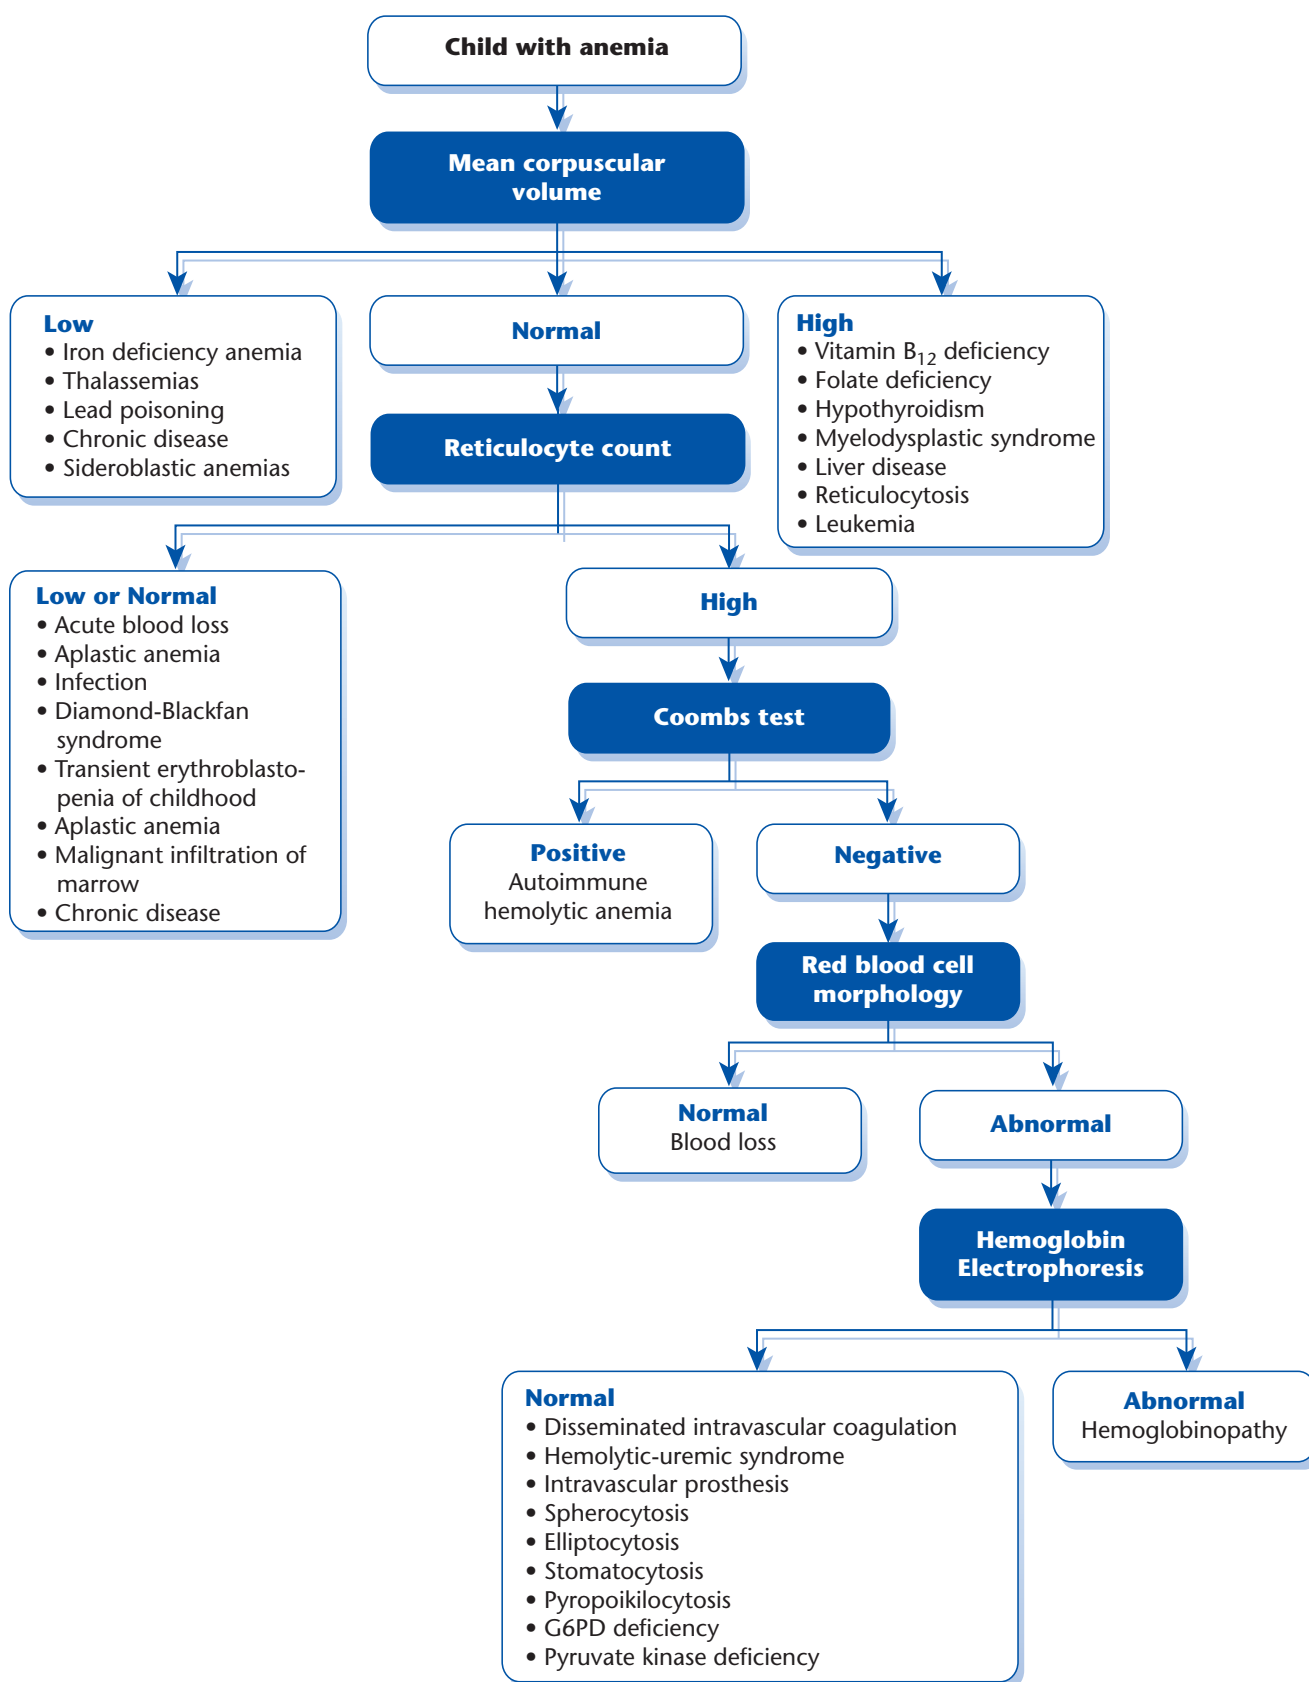 Child with anemia
Mean corpuscular
volume
Low
• Iron deficiency anemia
• Thalassemias
• Lead poisoning
• Chronic disease
• Sideroblastic anemias
Normal
High
• Vitamin B12 deficiency
• Folate deficiency
• Hypothyroidism
• Myelodysplastic syndrome
• Liver disease
• Reticulocytosis
• Leukemia
Reticulocyte count
Low or Normal
• Acute blood loss
• Aplastic anemia
• Infection
• Diamond-Blackfan
syndrome
• Transient erythroblasto-
penia of childhood
• Aplastic anemia
• Malignant infiltration of
marrow
• Chronic disease
High
Coombs test
Positive
Autoimmune
hemolytic anemia
Negative
Red blood cell
morphology
Normal
Blood loss
Abnormal
Hemoglobin
Electrophoresis
Normal
• Disseminated intravascular coagulation
• Hemolytic-uremic syndrome
• Intravascular prosthesis
• Spherocytosis
• Elliptocytosis
• Stomatocytosis
• Pyropoikilocytosis
• G6PD deficiency
• Pyruvate kinase deficiency
Abnormal
Hemoglobinopathy